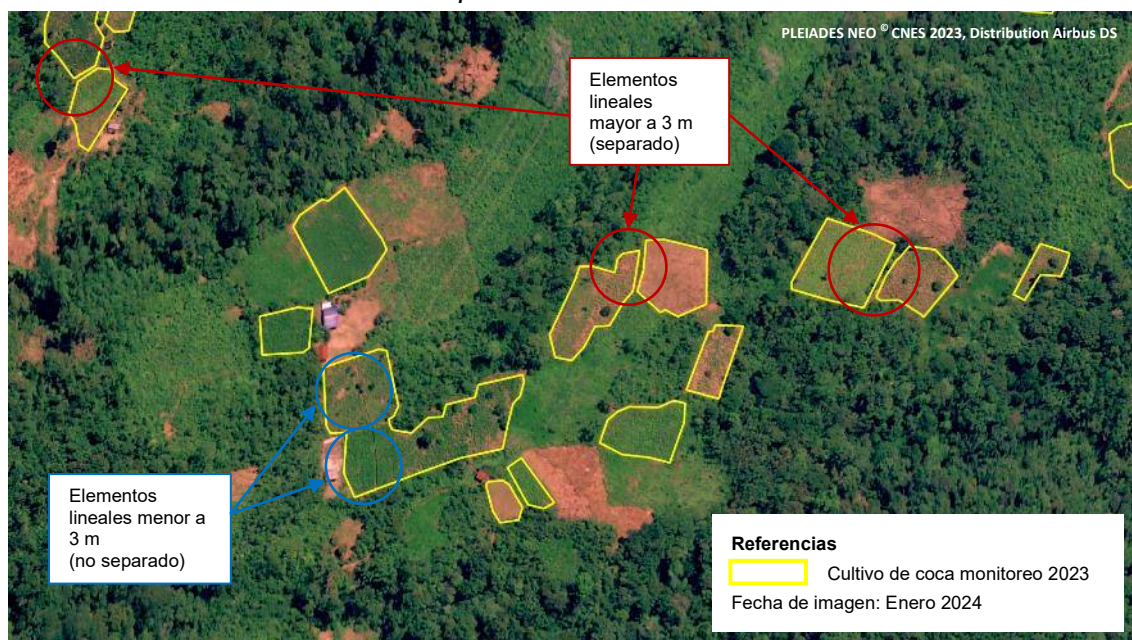 PLEIADES NEO © CNES 2023, Distribution Airbus DS
Elementos
lineales
mayor a 3 m
(separado)
Elementos
lineales menor a
3 m
(no separado)
Referencias
Cultivo de coca monitoreo 2023
Fecha de imagen: Enero 2024